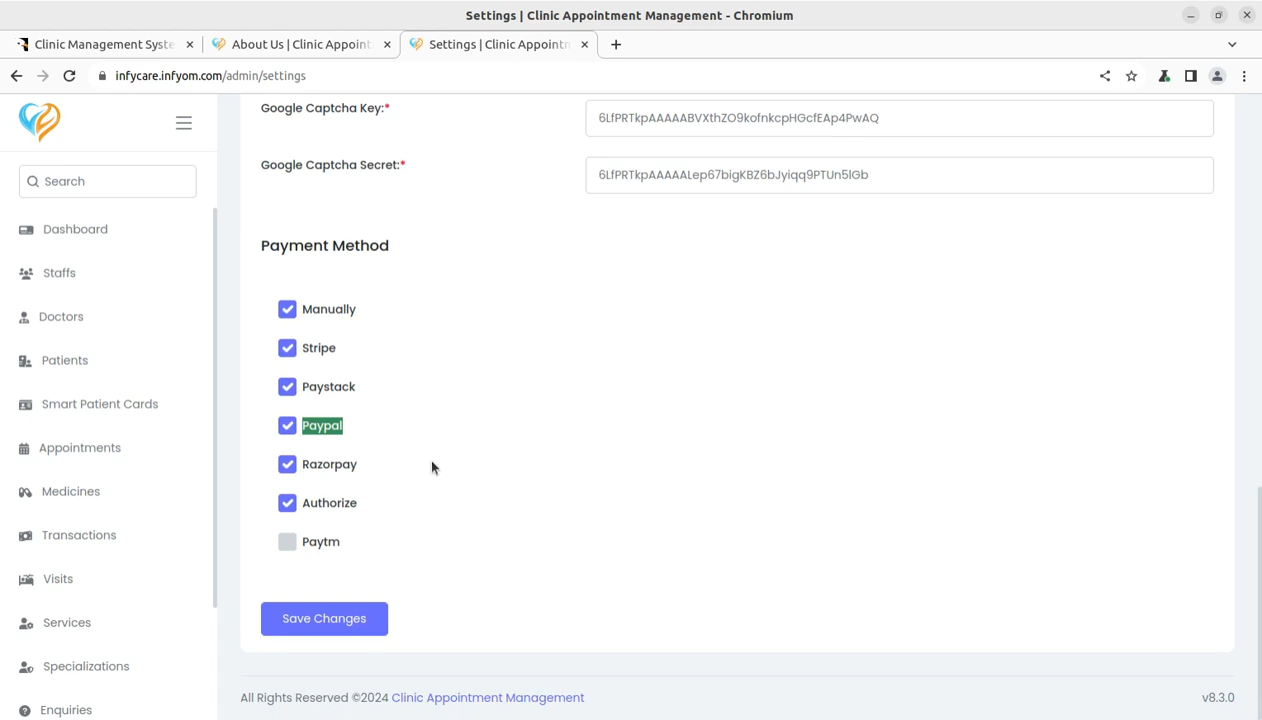 Settings | Clinic Appointment Management - Chromium
Clinic Management Syste
About Us | Clinic Appoint
Settings | Clinic Appointm
infycare.infyom.com/admin/settings
Search
Dashboard
Staffs
Doctors
Patients
Smart Patient Cards
Appointments
Medicines
Transactions
Visits
Services
Specializations
Enquiries
Google Captcha Key:*
6LfPRTkpAAAAABVXthZO9kofnkcpHGcfEAp4PwAQ
Google Captcha Secret:*
6LfPRTkpAAAAALep67bigKBZ6bJyiqq9PTUn5lGb
Payment Method
Manually
Stripe
Paystack
Paypal
Razorpay
Authorize
Paytm
Save Changes
All Rights Reserved ©2024 Clinic Appointment Management
v8.3.0